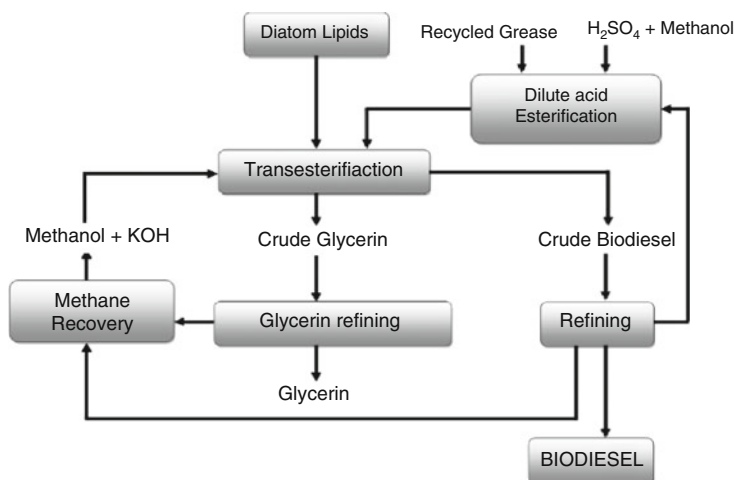 Diatom Lipids
Recycled Grease
H₂SO₄ + Methanol
Dilute acid
Esterification
Transesterifiaction
Methanol + KOH
Crude Glycerin
Crude Biodiesel
Methane
Recovery
Glycerin refining
Refining
Glycerin
BIODIESEL